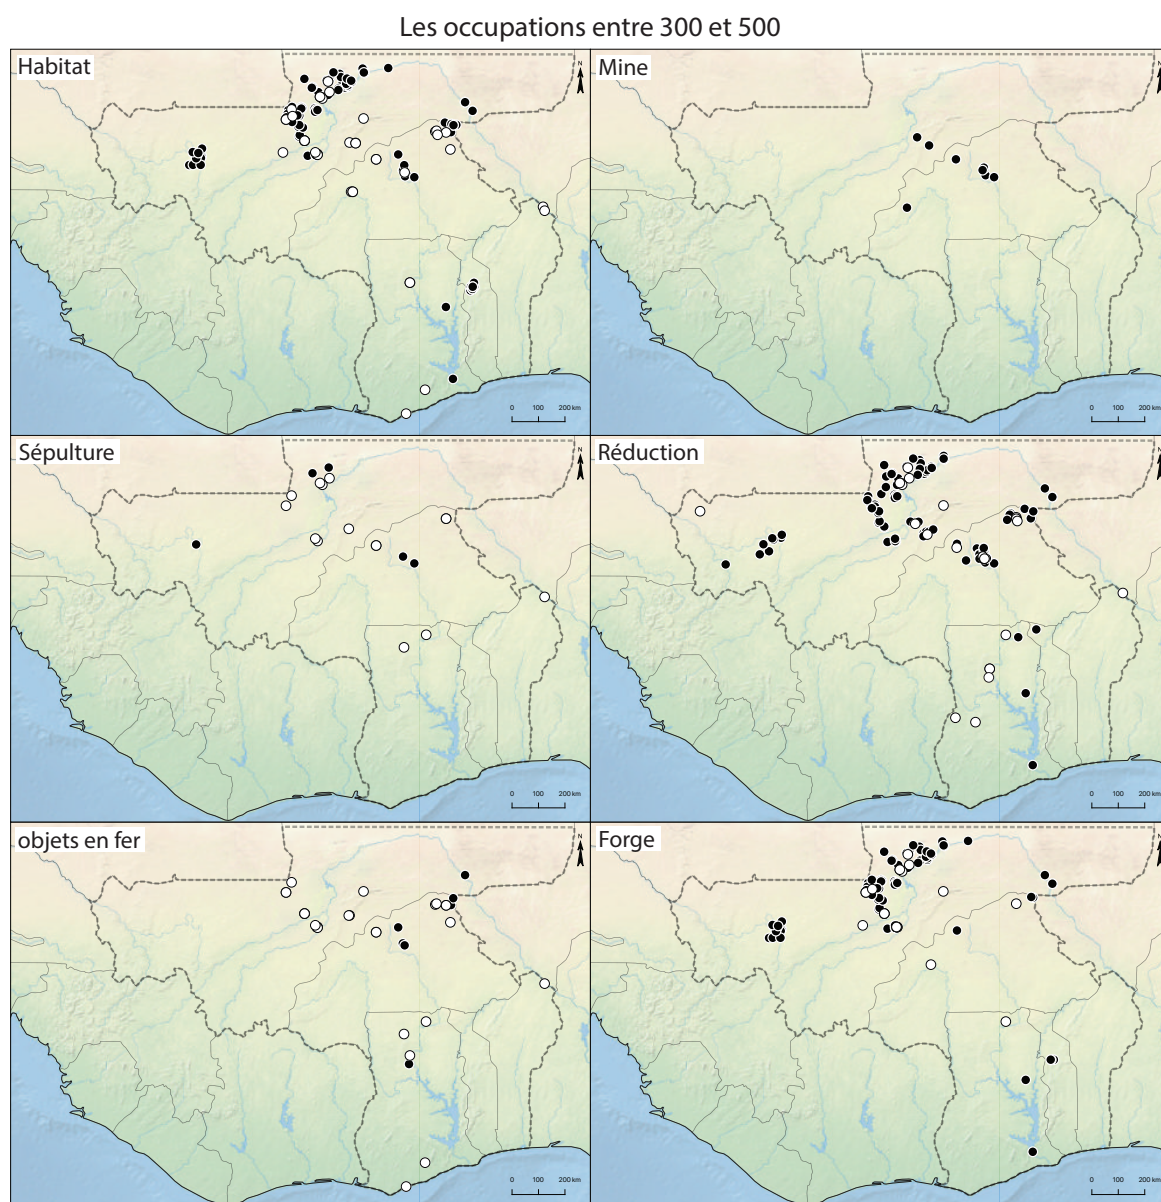 Les occupations entre 300 et 500
Habitat
N
0 100 200 km
Mine
N
0 100 200 km
Sépulture
N
0 100 200 km
Réduction
N
0 100 200 km
objets en fer
N
0 100 200 km
Forge
N
0 100 200 km